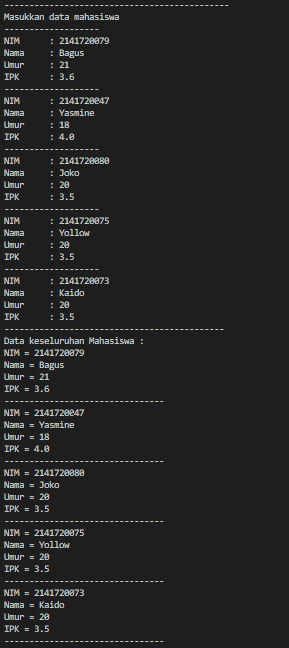 ---------------------------------------------
Masukkan data mahasiswa
-------------------
NIM      : 2141720079
Nama     : Bagus
Umur     : 21
IPK      : 3.6
-------------------
NIM      : 2141720047
Nama     : Yasmine
Umur     : 18
IPK      : 4.0
-------------------
NIM      : 2141720080
Nama     : Joko
Umur     : 20
IPK      : 3.5
-------------------
NIM      : 2141720075
Nama     : Yollow
Umur     : 20
IPK      : 3.5
-------------------
NIM      : 2141720073
Nama     : Kaido
Umur     : 20
IPK      : 3.5
--------------------------------------------
Data keseluruhan Mahasiswa :
NIM = 2141720079
Nama = Bagus
Umur = 21
IPK = 3.6
--------------------------------
NIM = 2141720047
Nama = Yasmine
Umur = 18
IPK = 4.0
--------------------------------
NIM = 2141720080
Nama = Joko
Umur = 20
IPK = 3.5
--------------------------------
NIM = 2141720075
Nama = Yollow
Umur = 20
IPK = 3.5
--------------------------------
NIM = 2141720073
Nama = Kaido
Umur = 20
IPK = 3.5
--------------------------------